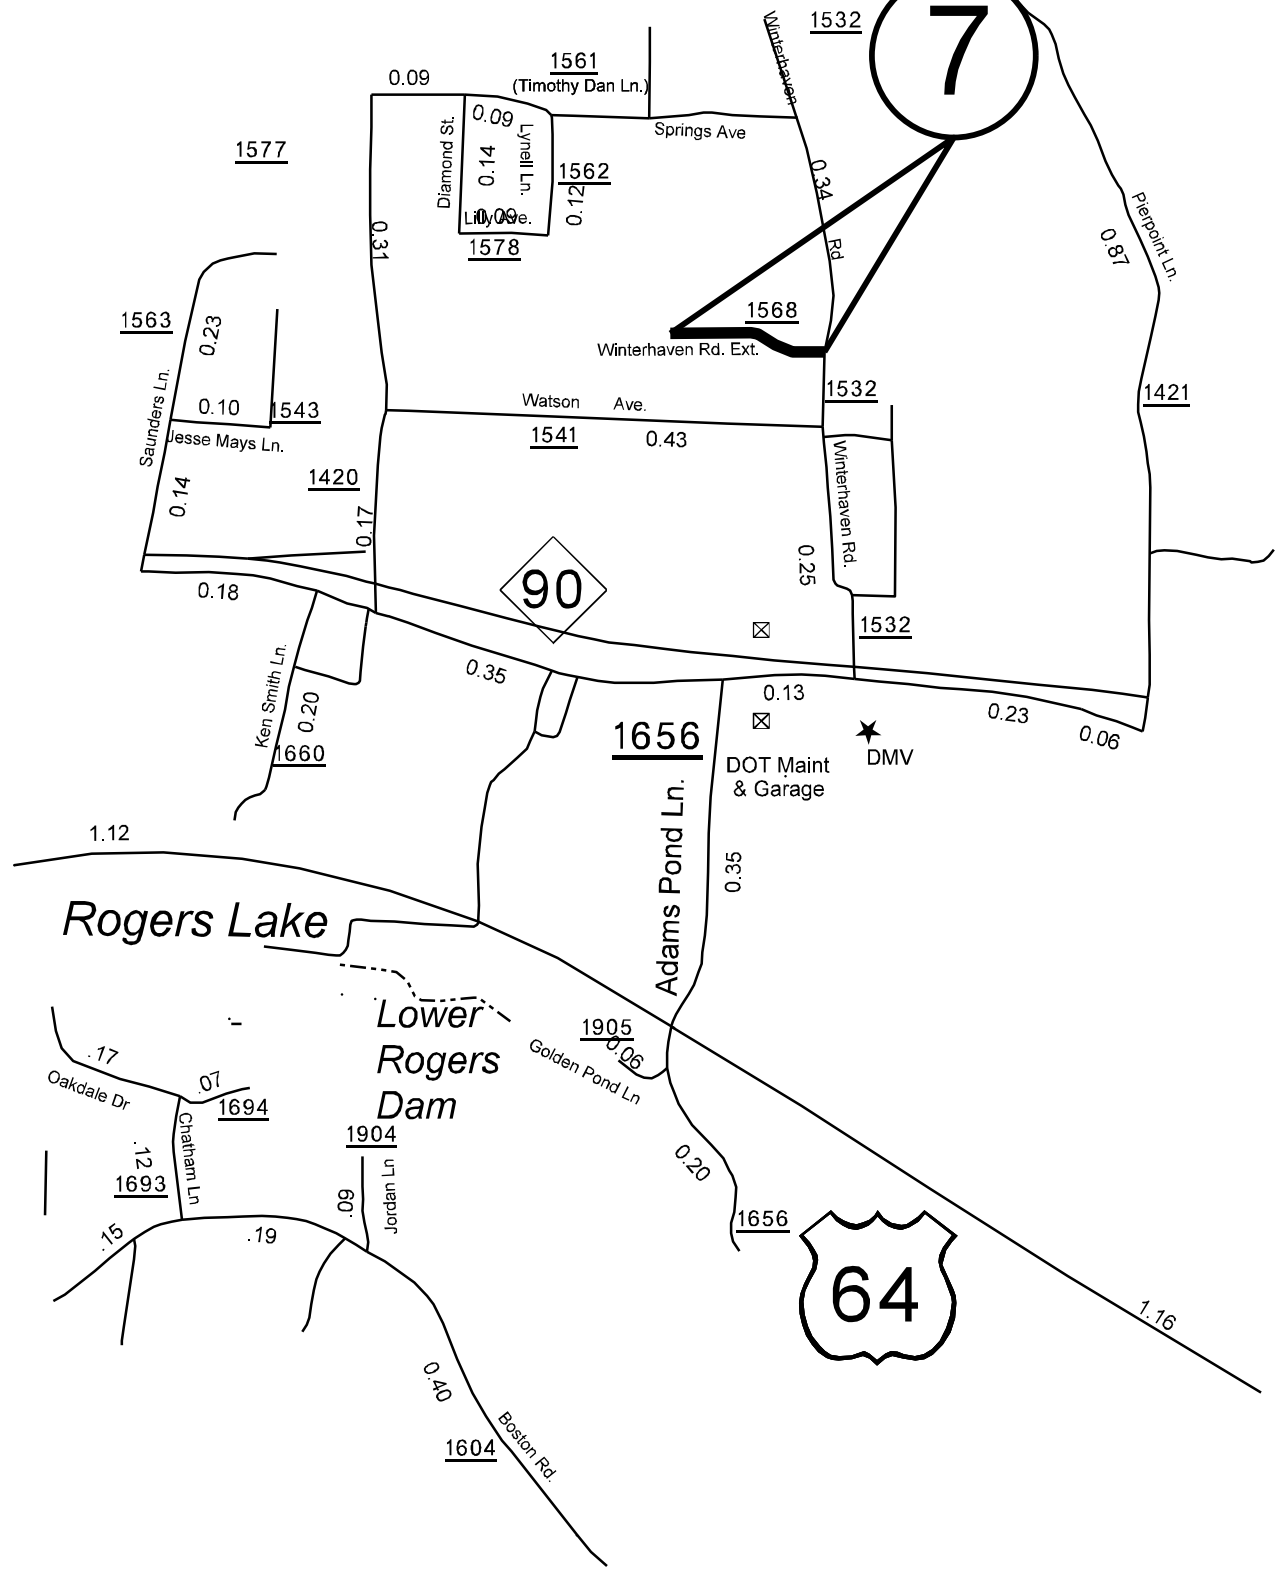 7
1532
Winterhaven
1561
(Timothy Dan Ln.)
0.09
0.09
Springs Ave
Diamond St.
0.14
Lynell Ln.
1577
1562
0.12
0.34
Pierpoint Ln.
0.09
Lilly Ave.
1578
0.31
Rd
0.87
1563
0.23
1568
Winterhaven Rd. Ext.
Saunders Ln.
0.10
1543
Jesse Mays Ln.
Watson Ave.
1541
0.43
1532
1421
1420
0.14
0.17
Winterhaven Rd.
0.25
90
0.18
1532
0.35
0.13
0.23
0.06
Ken Smith Ln.
0.20
1660
1656
DOT Maint
& Garage
DMV
Adams Pond Ln.
0.35
1.12
Rogers Lake
Lower
Rogers
Dam
1905
0.06
Golden Pond Ln
.17
Oakdale Dr
.07
1694
Chatham Ln
.12
1693
1904
Jordan Ln
.09
0.20
1656
.15
.19
64
1.16
0.40
1604
Boston Rd.